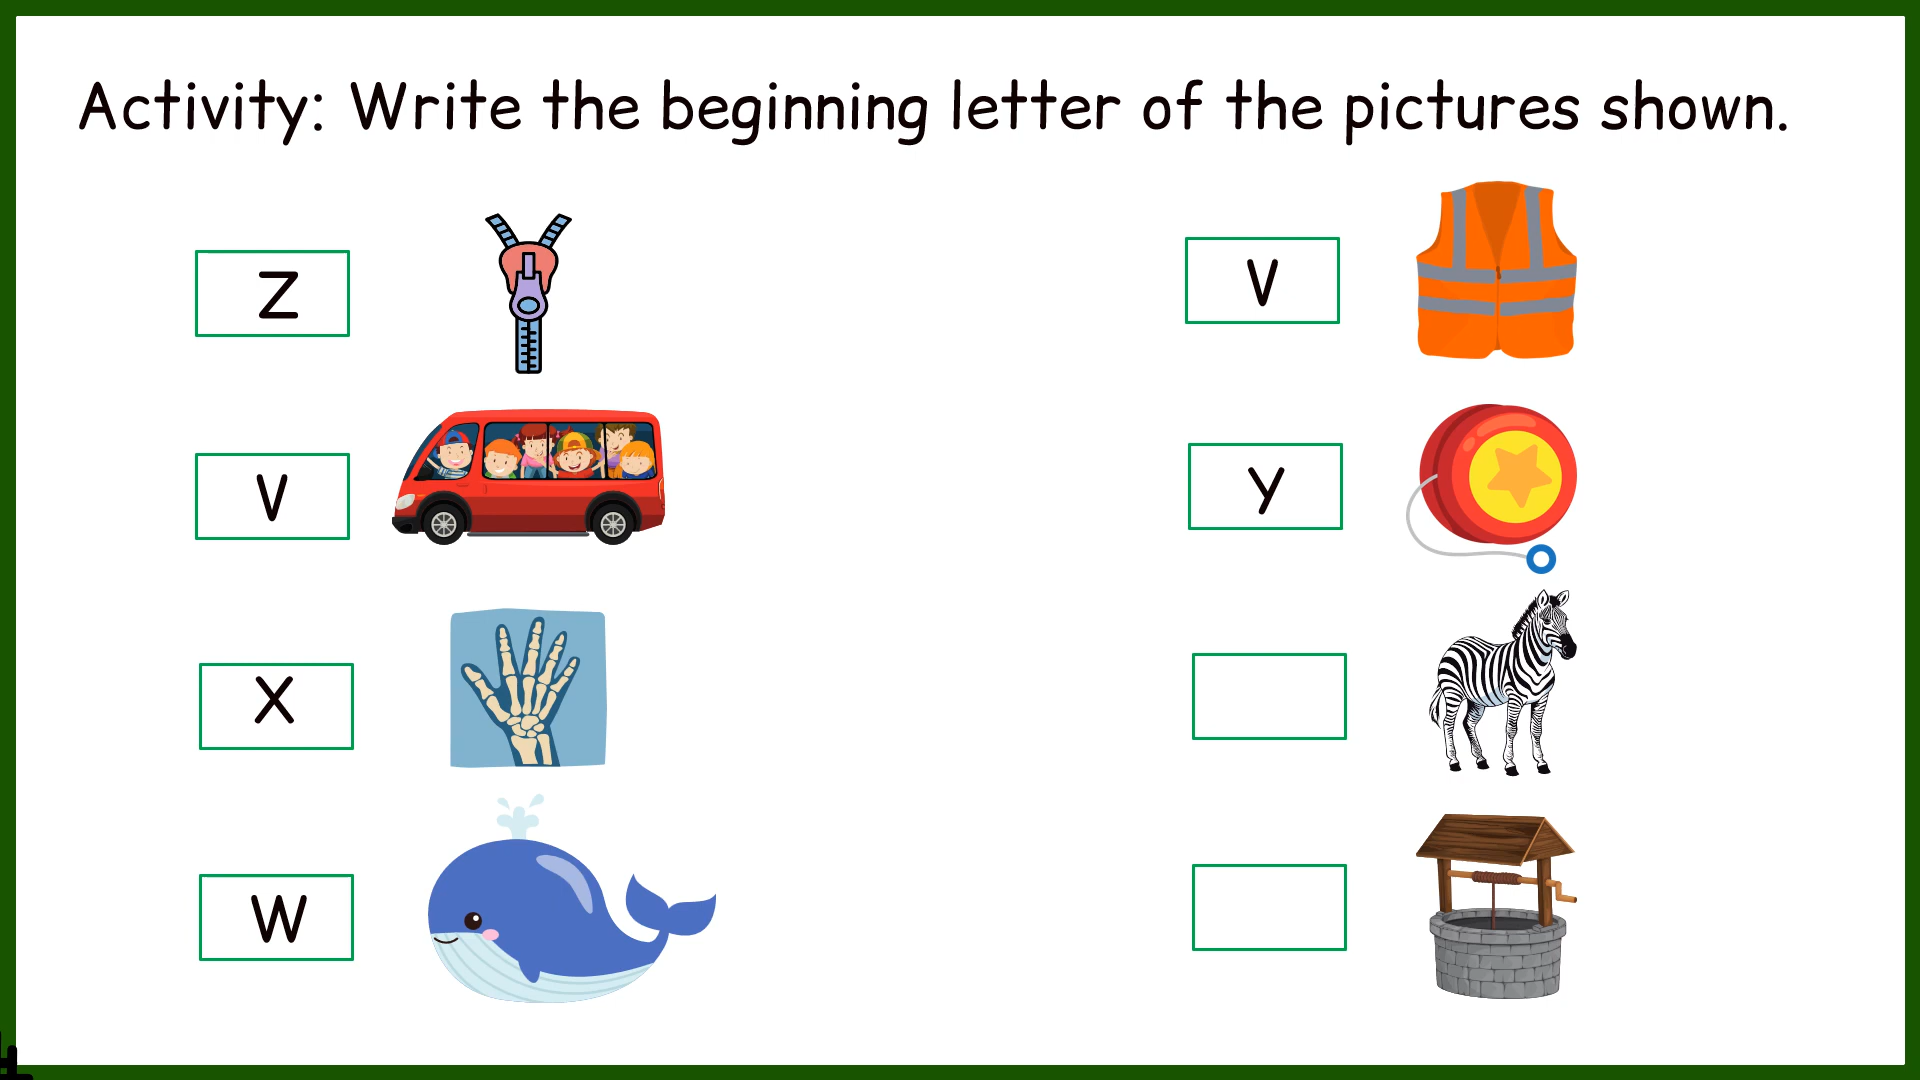 Activity: Write the beginning letter of the pictures shown.
Z
V
V
y
X
W